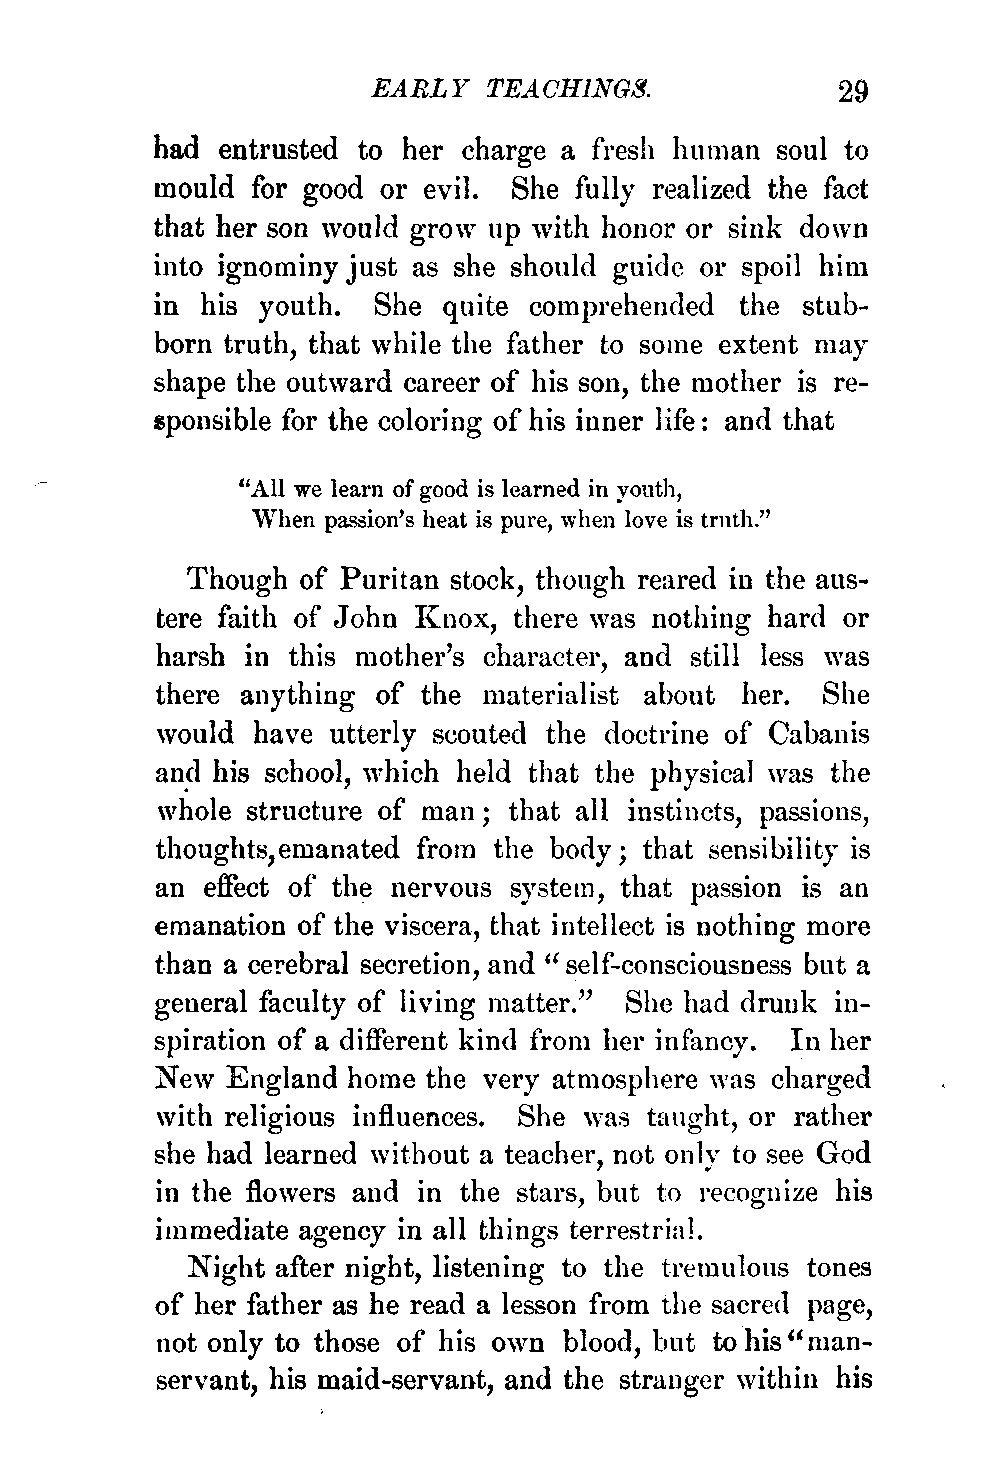 EARLY TEACHINGS. 29
had entrusted to her charge a fresh human soul to
mould for good or evil. She fully realized the fact
that her son would grow up with honor or sink down
into ignominy just as she should guide or spoil him
in his youth. She quite comprehended the stub-
born truth, that while the father to some extent may
shape the outward career of his son, the mother is re-
sponsible for the coloring of his inner life: and that
"All we learn of good is learned in youth,
When passion's heat is pure, when love is truth."
Though of Puritan stock, though reared in the aus-
tere faith of John Knox, there was nothing hard or
harsh in this mother's character, and still less was
there anything of the materialist about her. She
would have utterly scouted the doctrine of Cabanis
and his school, which held that the physical was the
whole structure of man; that all instincts, passions,
thoughts, emanated from the body; that sensibility is
an effect of the nervous system, that passion is an
emanation of the viscera, that intellect is nothing more
than a cerebral secretion, and "self-consciousness but a
general faculty of living matter." She had drunk in-
spiration of a different kind from her infancy. In her
New England home the very atmosphere was charged
with religious influences. She was taught, or rather
she had learned without a teacher, not only to see God
in the flowers and in the stars, but to recognize his
immediate agency in all things terrestrial.
Night after night, listening to the tremulous tones
of her father as he read a lesson from the sacred page,
not only to those of his own blood, but to his "man-
servant, his maid-servant, and the stranger within his